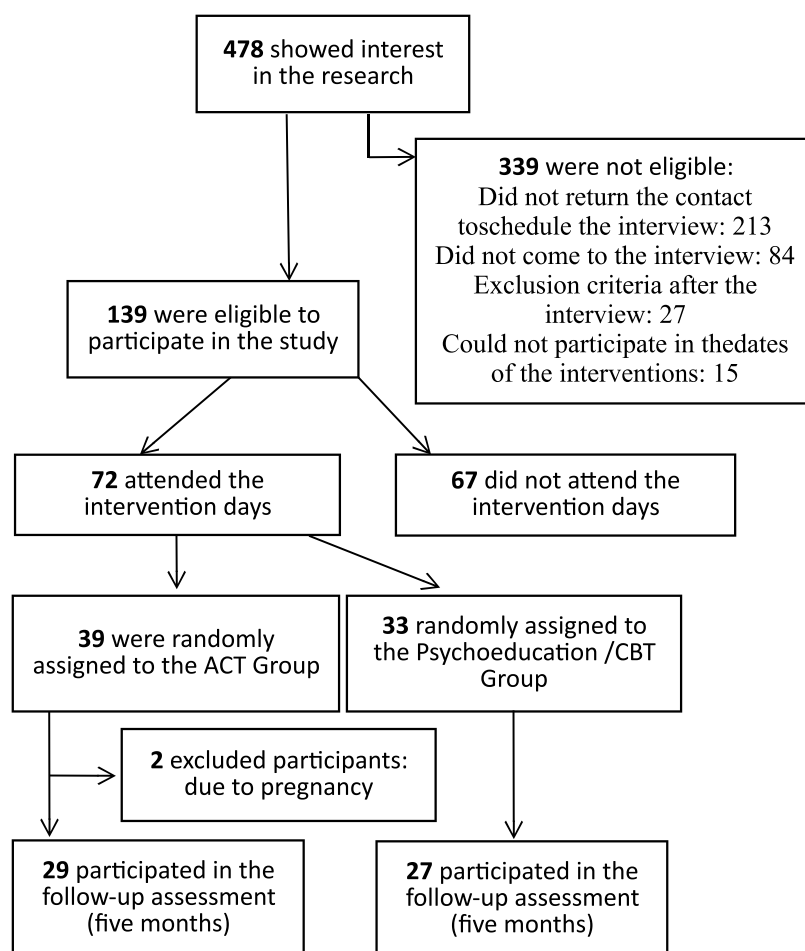 478 showed interest
in the research
339 were not eligible:
Did not return the contact
toschedule the interview: 213
Did not come to the interview: 84
Exclusion criteria after the
interview: 27
Could not participate in thedates
of the interventions: 15
139 were eligible to
participate in the study
72 attended the
intervention days
67 did not attend the
intervention days
39 were randomly
assigned to the ACT Group
33 randomly assigned to
the Psychoeducation /CBT
Group
2 excluded participants:
due to pregnancy
29 participated in the
follow-up assessment
(five months)
27 participated in the
follow-up assessment
(five months)